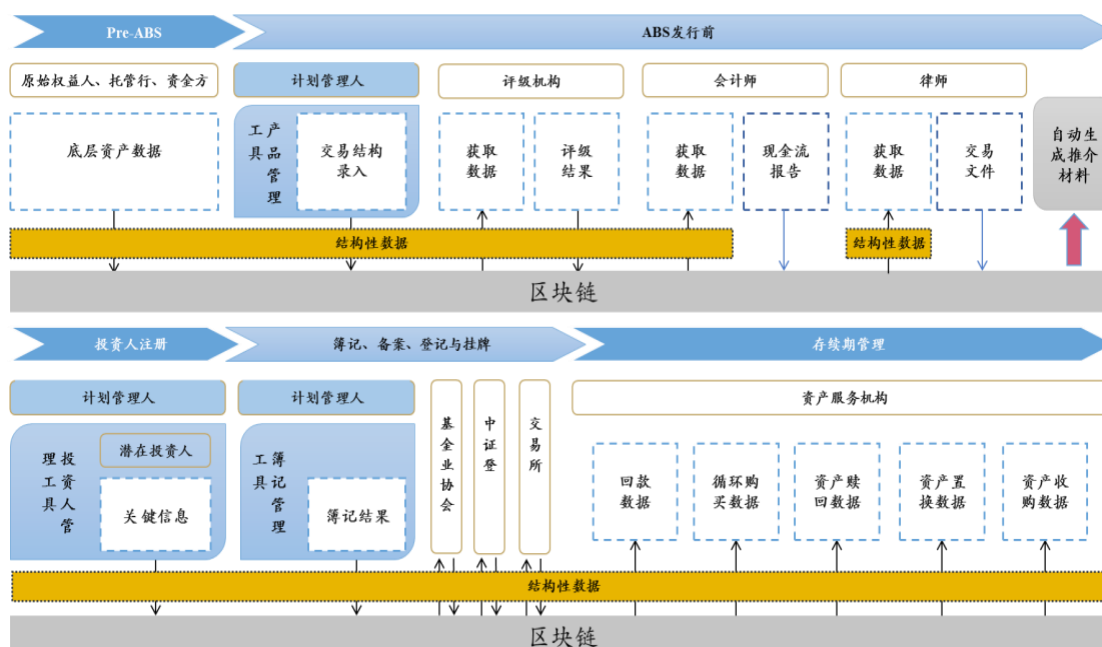 Pre-ABS
ABS发行前
原始权益人、托管行、资金方
计划管理人
评级机构
会计师
律师
底层资产数据
产品管理
工具
交易结构
录入
获取
数据
评级
结果
获取
数据
现金流
报告
获取
数据
交易
文件
自动生
成推介
材料
结构性数据
结构性数据
区块链
投资人注册
簿记、备案、登记与挂牌
存续期管理
计划管理人
计划管理人
基金业协会
中证登
交易所
资产服务机构
投资人管
理工具
潜在投资人
关键信息
簿记管理
工具
簿记结果
回款
数据
循环购
买数据
资产赎
回数据
资产置
换数据
资产收
购数据
结构性数据
区块链